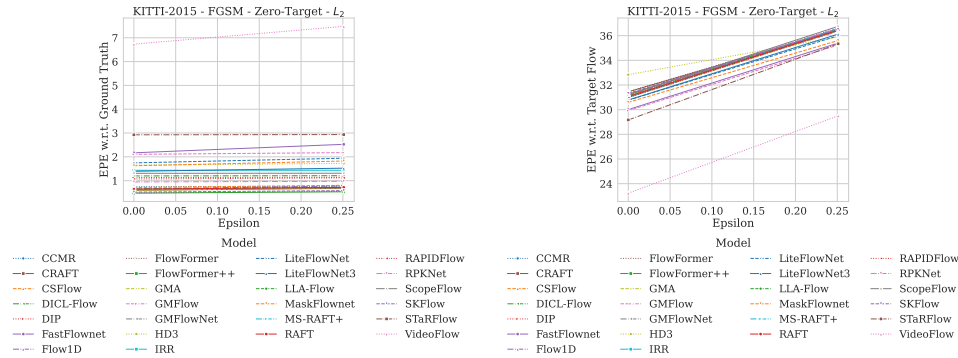 KITTI-2015 - FGSM - Zero-Target - L2
EPE w.r.t. Ground Truth
7
6
5
4
3
2
1
0.00 0.05 0.10 0.15 0.20 0.25
Epsilon
Model
CCMR FlowFormer LiteFlowNet RAPIDFlow
CRAFT FlowFormer++ LiteFlowNet3 RPKNet
CSFlow GMA LLA-Flow ScopeFlow
DICL-Flow GMFlow MaskFlownet SKFlow
DIP GMFlowNet MS-RAFT+ STaRFlow
FastFlownet HD3 RAFT VideoFlow
Flow1D IRR
KITTI-2015 - FGSM - Zero-Target - L2
EPE w.r.t. Target Flow
36
34
32
30
28
26
24
0.00 0.05 0.10 0.15 0.20 0.25
Epsilon
Model
CCMR FlowFormer LiteFlowNet RAPIDFlow
CRAFT FlowFormer++ LiteFlowNet3 RPKNet
CSFlow GMA LLA-Flow ScopeFlow
DICL-Flow GMFlow MaskFlownet SKFlow
DIP GMFlowNet MS-RAFT+ STaRFlow
FastFlownet HD3 RAFT VideoFlow
Flow1D IRR